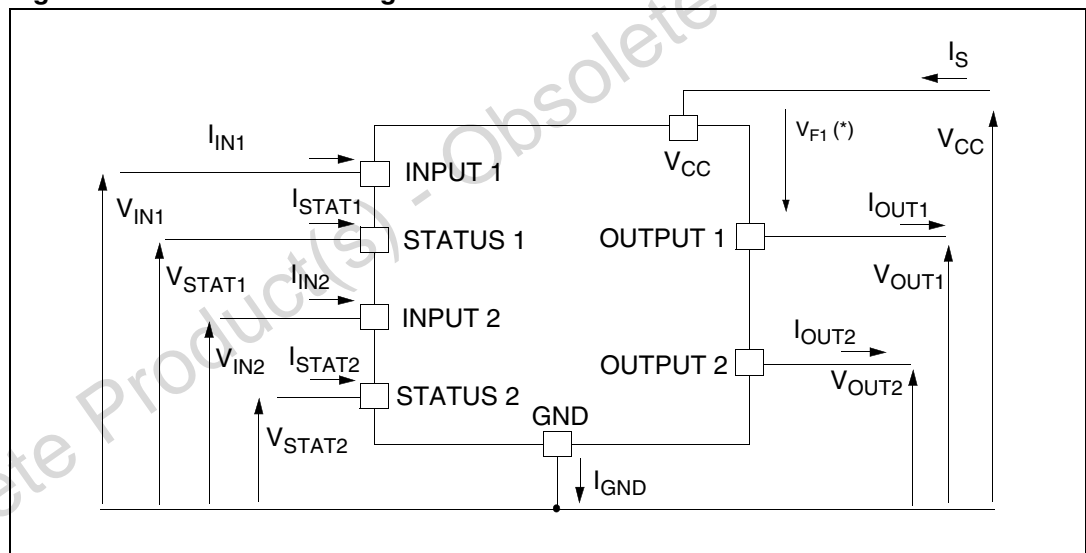 I_S
V_F1 (*)
V_CC
V_CC
I_IN1
INPUT 1
V_IN1
I_STAT1
STATUS 1
OUTPUT 1
I_OUT1
V_STAT1
V_OUT1
I_IN2
INPUT 2
V_IN2
I_OUT2
I_STAT2
OUTPUT 2
V_OUT2
STATUS 2
GND
V_STAT2
I_GND
ete Product(s) - Obsolete